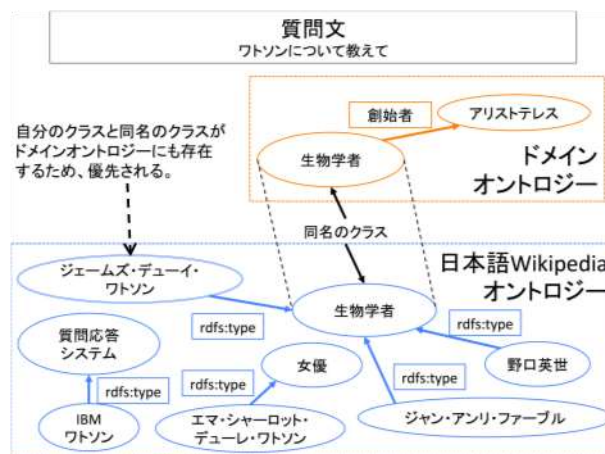 質問文
ワトソンについて教えて
創始者
アリストテレス
自分のクラスと同名のクラスが
ドメインオントロジーにも存在
するため、優先される。
生物学者
ドメイン
オントロジー
同名のクラス
日本語Wikipedia
オントロジー
ジェームズ・デューイ・
ワトソン
生物学者
rdfs:type
rdfs:type
質問応答
システム
女優
野口英世
rdfs:type
rdfs:type
rdfs:type
IBM
ワトソン
エマ・シャーロット・
デューレ・ワトソン
ジャン・アンリ・ファーブル